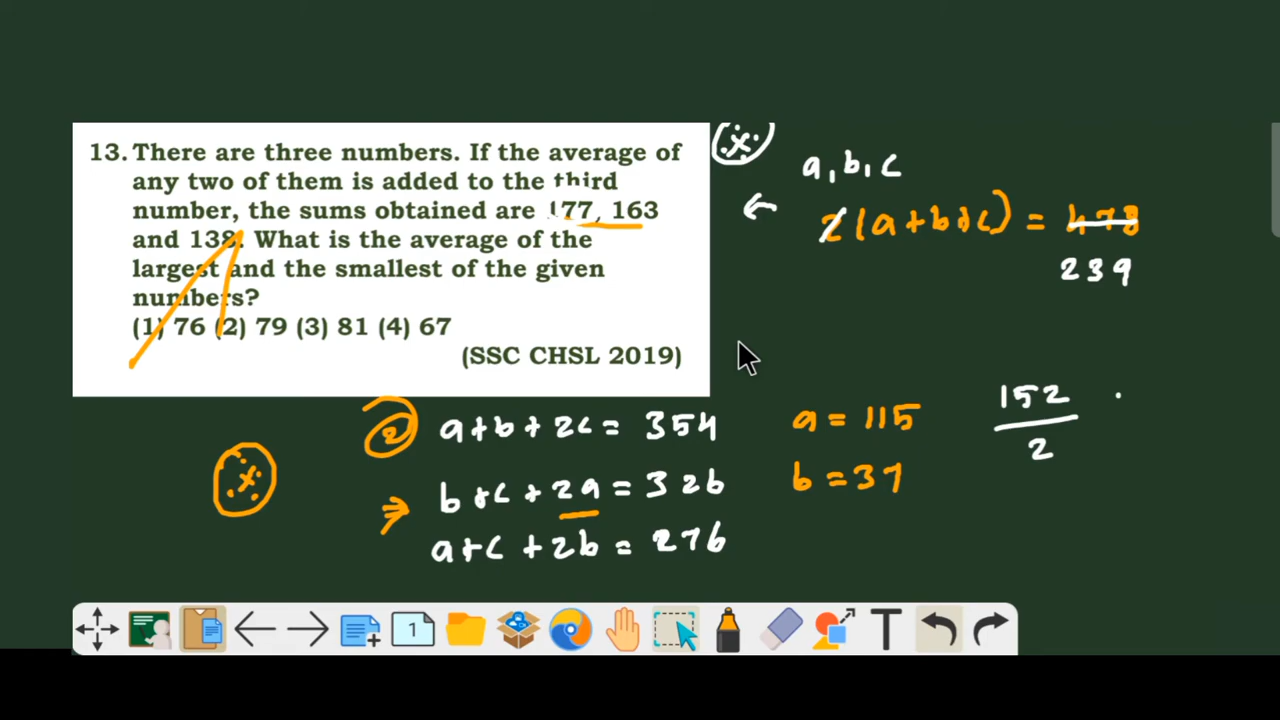 13. There are three numbers. If the average of
any two of them is added to the third
number, the sums obtained are 177, 163
and 138. What is the average of the
largest and the smallest of the given
numbers?
(1) 76 (2) 79 (3) 81 (4) 67
(SSC CHSL 2019)
a, b, c
2(a+b+c) = 478
239
a+b+2c = 354
b+c+2a = 326
a+c+2b = 276
a = 115
b = 37
152
2
1
T